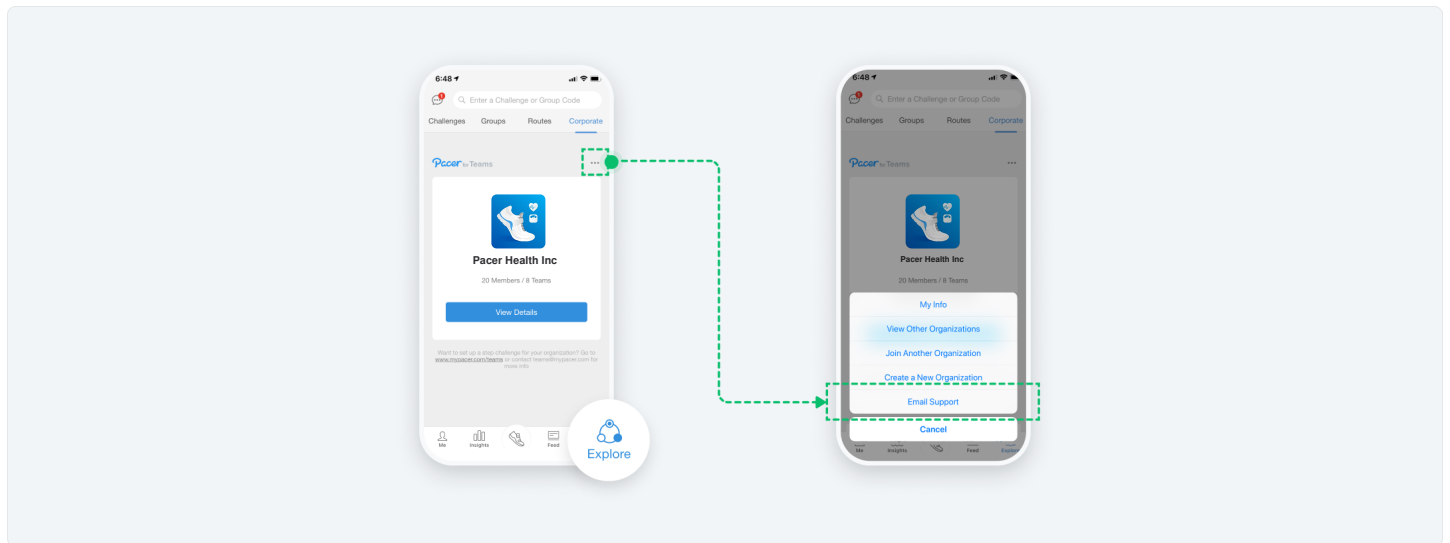 6:48
1
Enter a Challenge or Group Code
Challenges Groups Routes Corporate
Pacer for Teams ...
Pacer Health Inc
20 Members / 8 Teams
View Details
Want to set up a step challenge for your organization? Go to
www.mypacer.com/teams or contact teams@mypacer.com for
more info.
Me Insights Feed
Explore
6:48
1
Enter a Challenge or Group Code
Challenges Groups Routes Corporate
Pacer for Teams ...
Pacer Health Inc
20 Members / 8 Teams
My Info
View Other Organizations
Join Another Organization
Create a New Organization
Email Support
Cancel
Me Insights Feed Explore